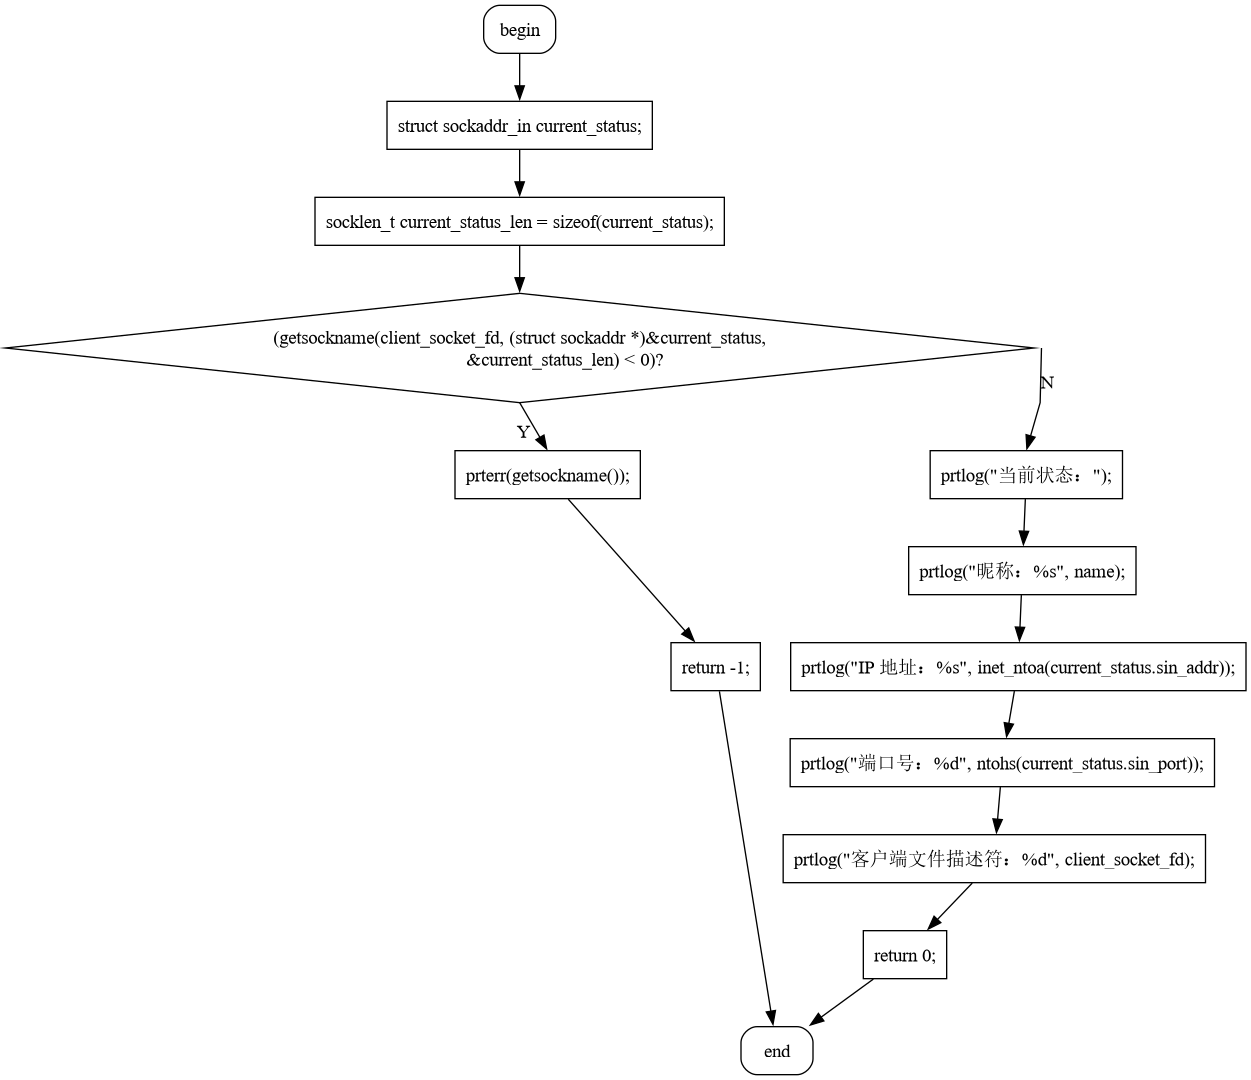 begin
struct sockaddr_in current_status;
socklen_t current_status_len = sizeof(current_status);
(getsockname(client_socket_fd, (struct sockaddr *)&current_status,
&current_status_len) < 0)?
N
Y
prterr(getsockname());
prtlog("当前状态：");
prtlog("昵称：%s", name);
return -1;
prtlog("IP 地址：%s", inet_ntoa(current_status.sin_addr));
prtlog("端口号：%d", ntohs(current_status.sin_port));
prtlog("客户端文件描述符：%d", client_socket_fd);
return 0;
end